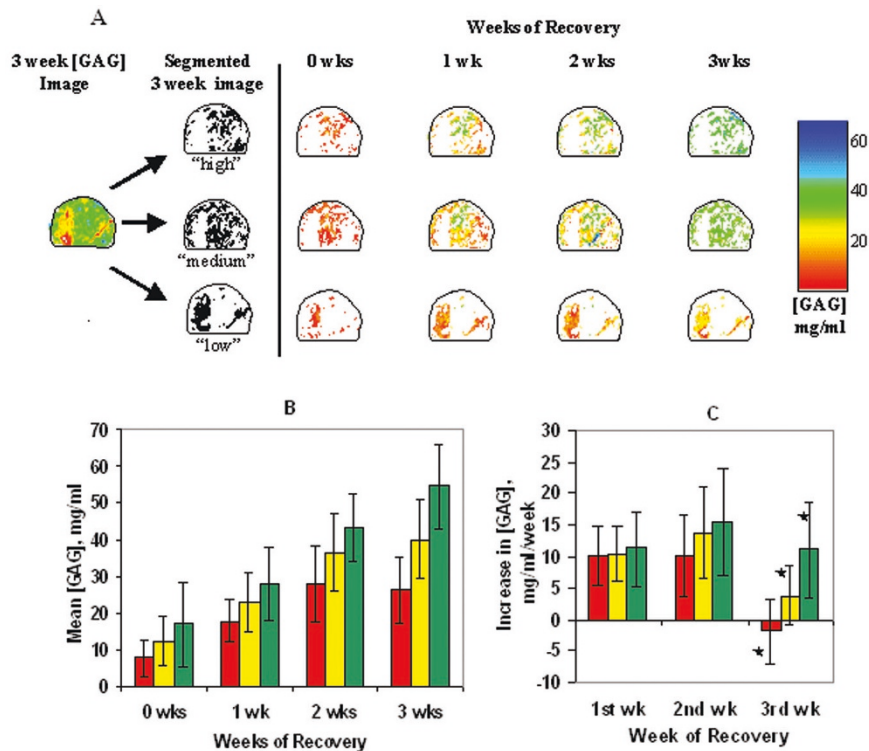 A
Weeks of Recovery
3 week [GAG]
Image
Segmented
3 week image
0 wks
1 wk
2 wks
3wks
"high"
"medium"
"low"
60
40
20
[GAG]
mg/ml
B
Mean [GAG], mg/ml
70
60
50
40
30
20
10
0
0 wks
1 wk
2 wks
3 wks
Weeks of Recovery
C
Increase in [GAG],
mg/ml/week
30
25
20
15
10
5
0
-5
-10
1st wk
2nd wk
3rd wk
Week of Recovery